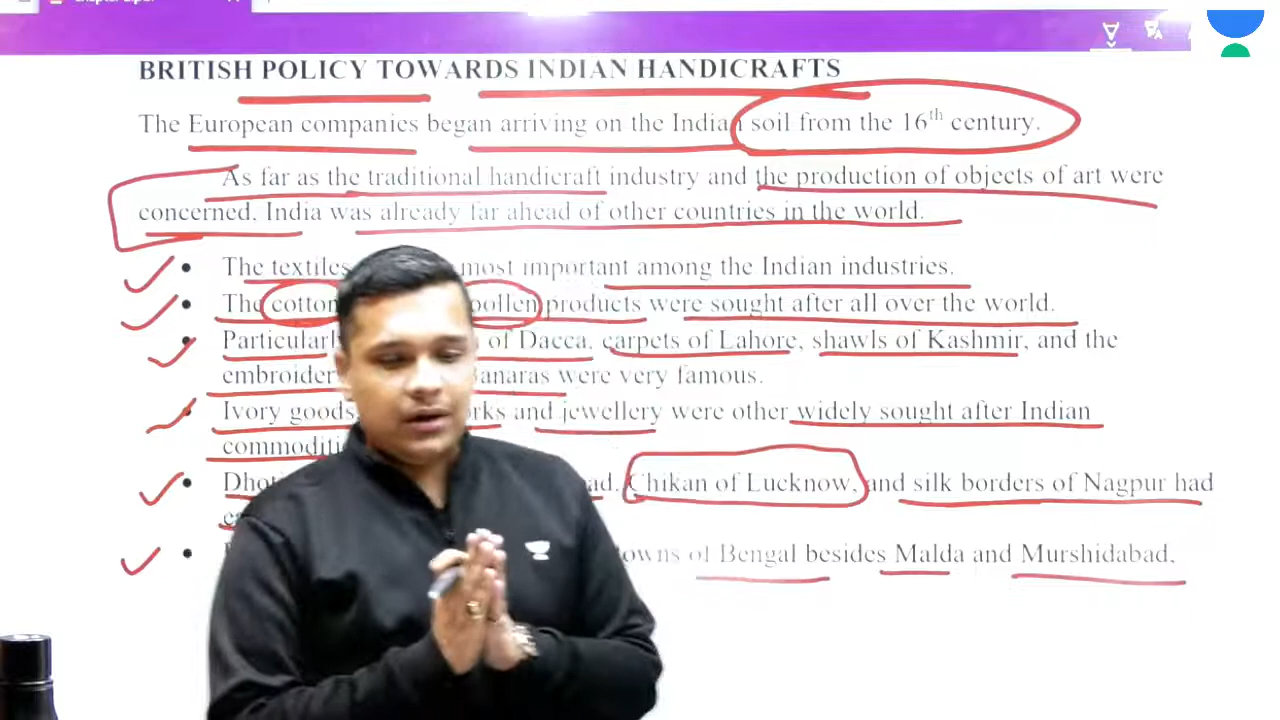 BRITISH POLICY TOWARDS INDIAN HANDICRAFTS
The European companies began arriving on the Indian soil from the 16th century.
As far as the traditional handicraft industry and the production of objects of art were
concerned. India was already far ahead of other countries in the world.
• The textiles most important among the Indian industries.
• The cotton products were sought after all over the world.
• Particularly of Dacca, carpets of Lahore, shawls of Kashmir, and the
Banaras were very famous.
• Ivory goods and jewellery were other widely sought after Indian
• Chikan of Lucknow, and silk borders of Nagpur had
• towns of Bengal besides Malda and Murshidabad.